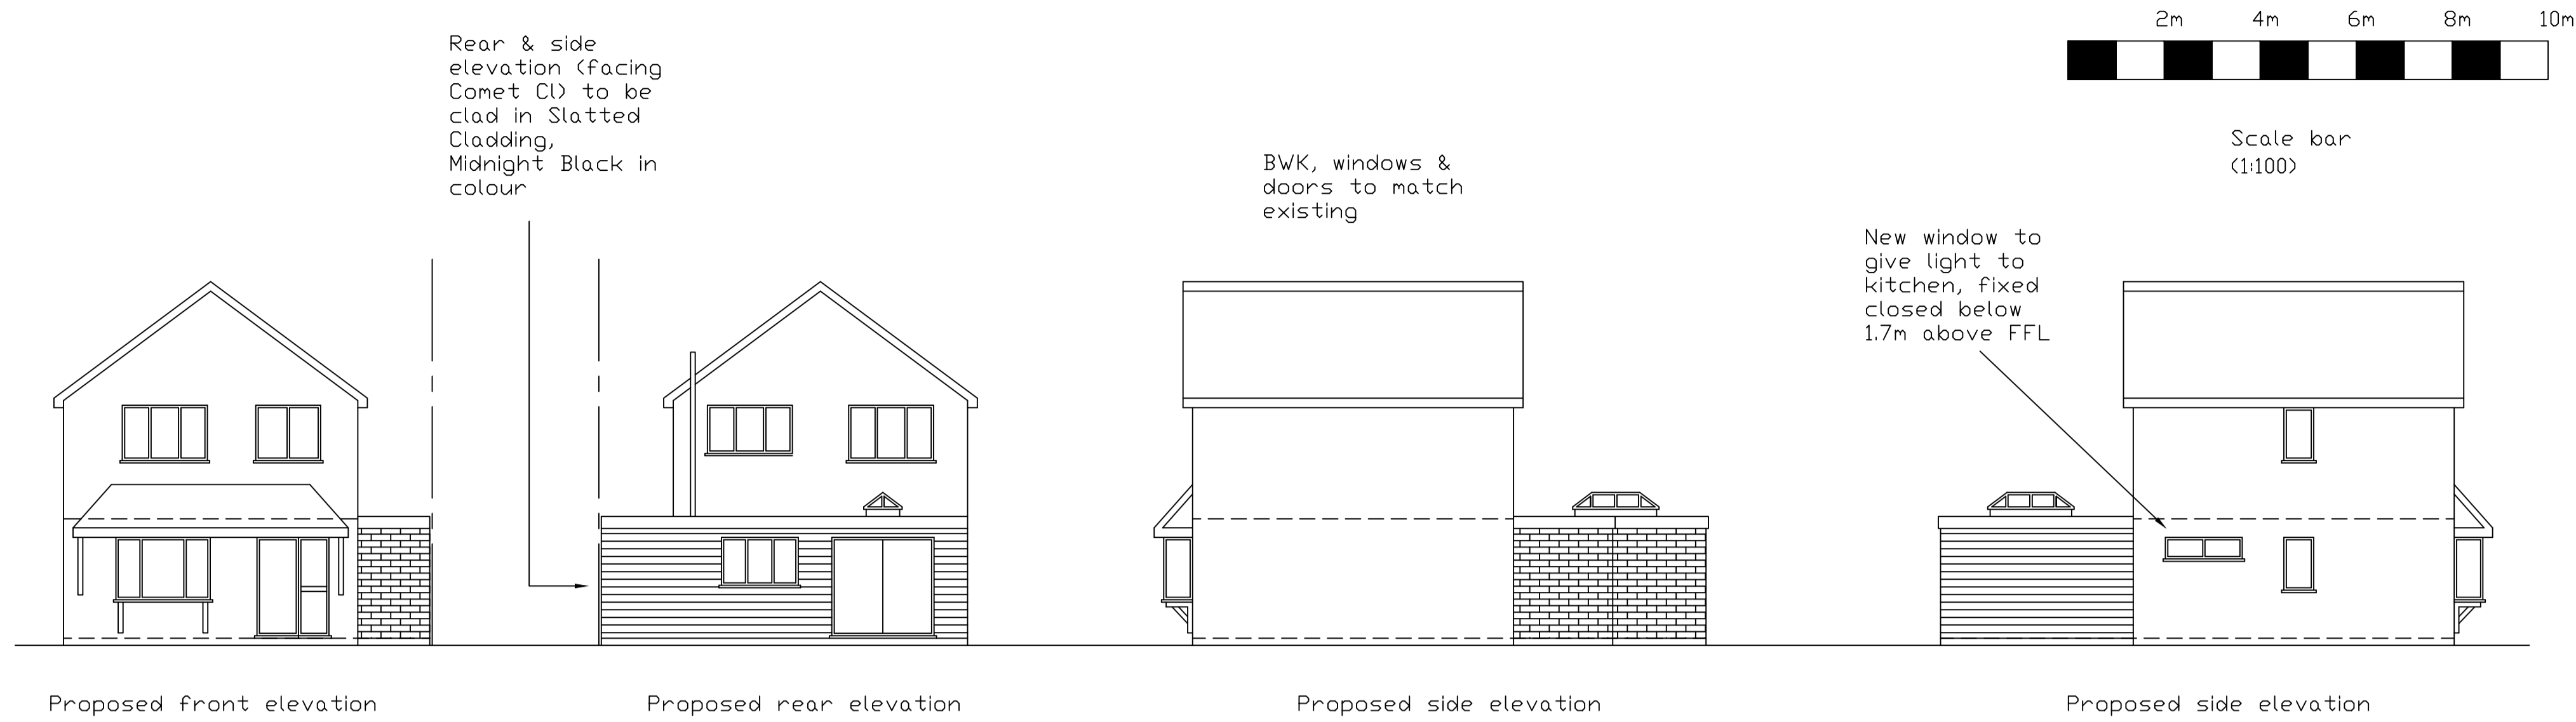 2m 4m 6m 8m 10m
Scale bar
(1:100)
Rear & side
elevation (facing
Comet Cl) to be
clad in Slatted
Cladding,
Midnight Black in
colour
BWK, windows &
doors to match
existing
New window to
give light to
kitchen, fixed
closed below
1.7m above FFL
Proposed front elevation
Proposed rear elevation
Proposed side elevation
Proposed side elevation